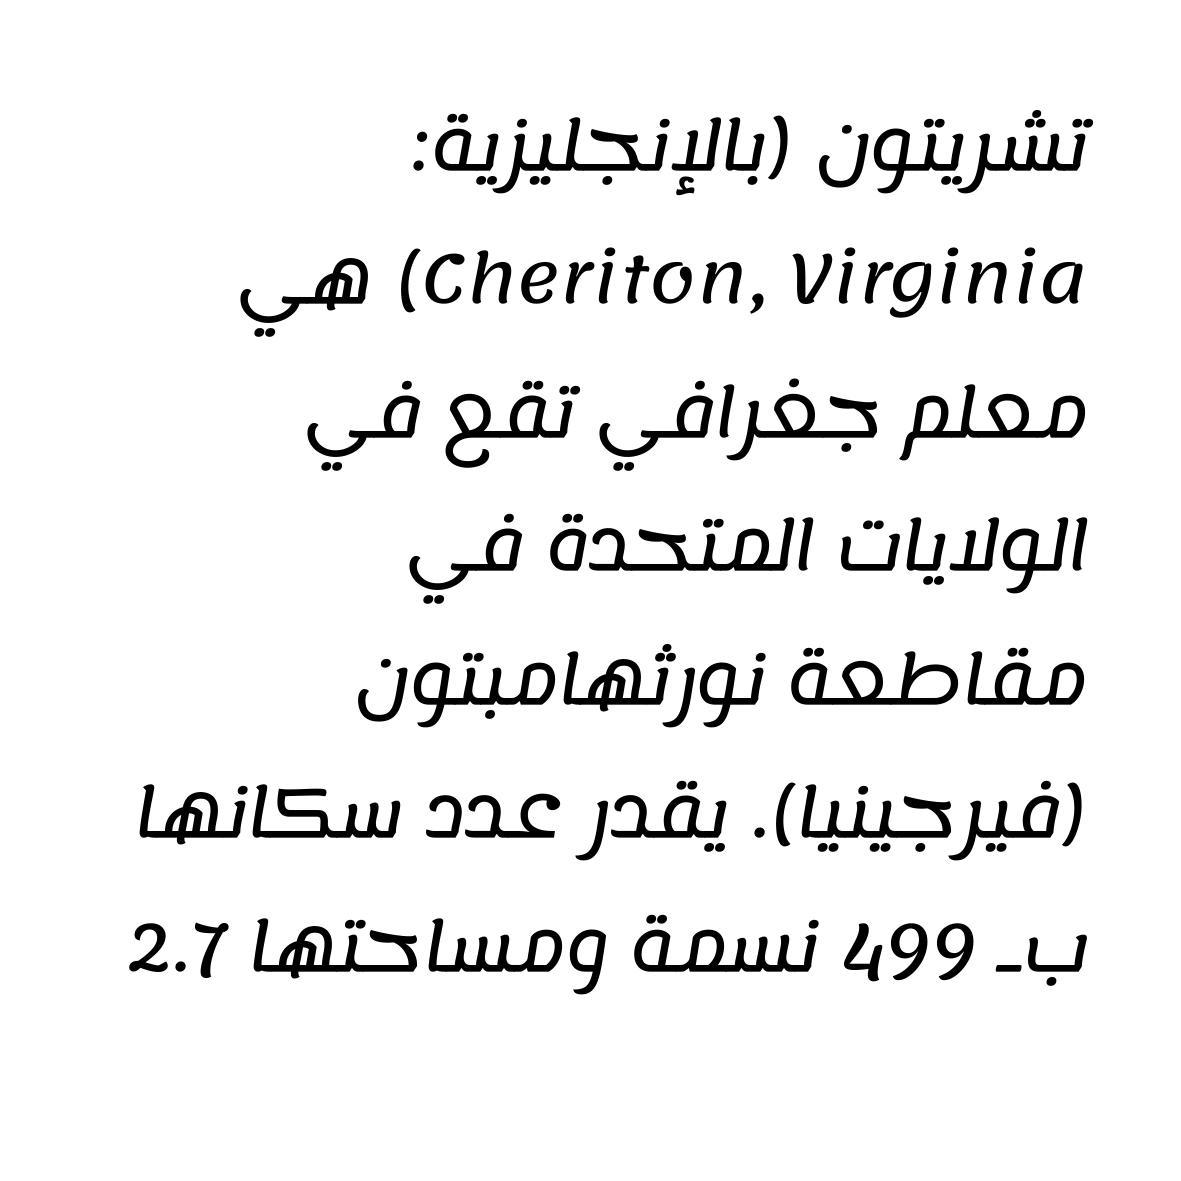 تشريتون (بالإنجليزية:
Cheriton, Virginia) هي
معلم جغرافي تقع في
الولايات المتحدة في
مقاطعة نورثهامبتون
(فيرجينيا). يقدر عدد سكانها
بـ 499 نسمة ومساحتها 2.7